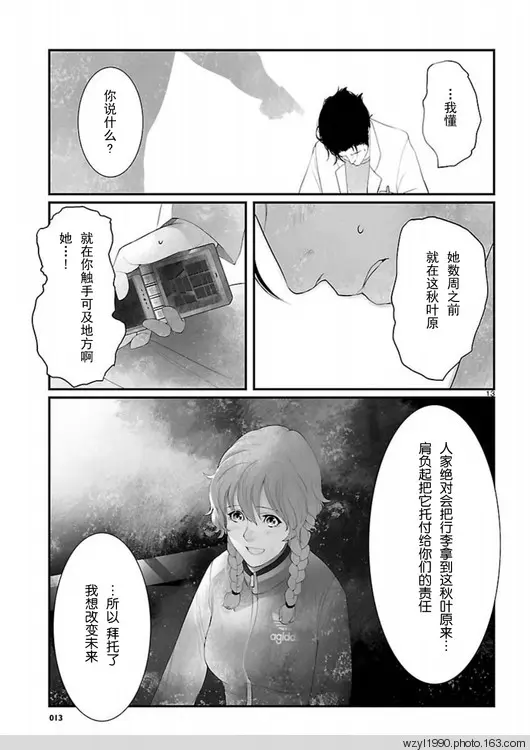 …我懂
你说什么?
她数周之前
就在这秋叶原
就在你触手可及地方啊
她…!
13
人家绝对会把行李拿到这秋叶原来…
肩负起把它托付给你们的责任
agidas
…所以 拜托了
我想改变未来
013
wzyl1990.photo.163.com